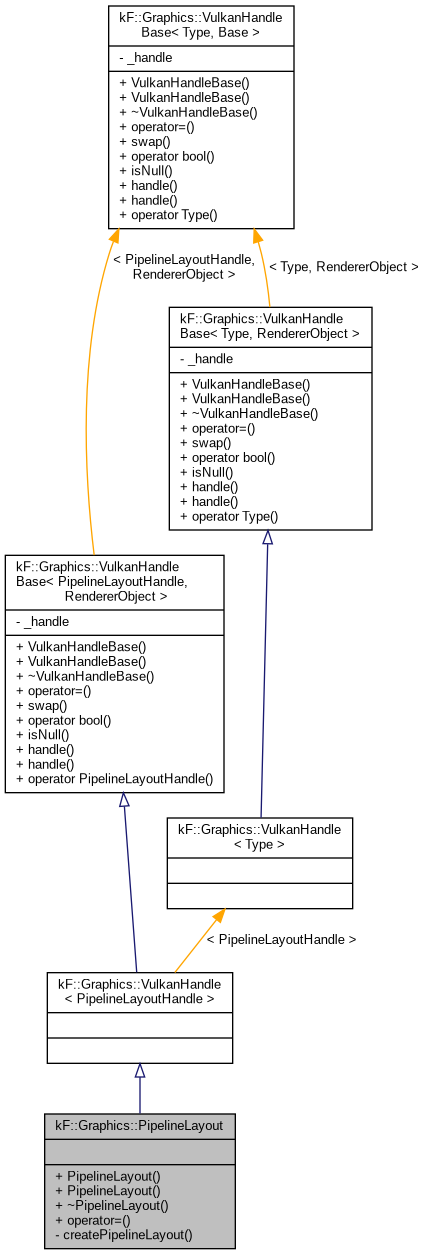 kF::Graphics::VulkanHandle
Base< Type, Base >
- _handle
+ VulkanHandleBase()
+ VulkanHandleBase()
+ ~VulkanHandleBase()
+ operator=()
+ swap()
+ operator bool()
+ isNull()
+ handle()
+ handle()
+ operator Type()
< PipelineLayoutHandle,
RendererObject >
< Type, RendererObject >
kF::Graphics::VulkanHandle
Base< Type, RendererObject >
- _handle
+ VulkanHandleBase()
+ VulkanHandleBase()
+ ~VulkanHandleBase()
+ operator=()
+ swap()
+ operator bool()
+ isNull()
+ handle()
+ handle()
+ operator Type()
kF::Graphics::VulkanHandle
Base< PipelineLayoutHandle,
RendererObject >
- _handle
+ VulkanHandleBase()
+ VulkanHandleBase()
+ ~VulkanHandleBase()
+ operator=()
+ swap()
+ operator bool()
+ isNull()
+ handle()
+ handle()
+ operator PipelineLayoutHandle()
kF::Graphics::VulkanHandle
< Type >
< PipelineLayoutHandle >
kF::Graphics::VulkanHandle
< PipelineLayoutHandle >
kF::Graphics::PipelineLayout
+ PipelineLayout()
+ PipelineLayout()
+ ~PipelineLayout()
+ operator=()
- createPipelineLayout()